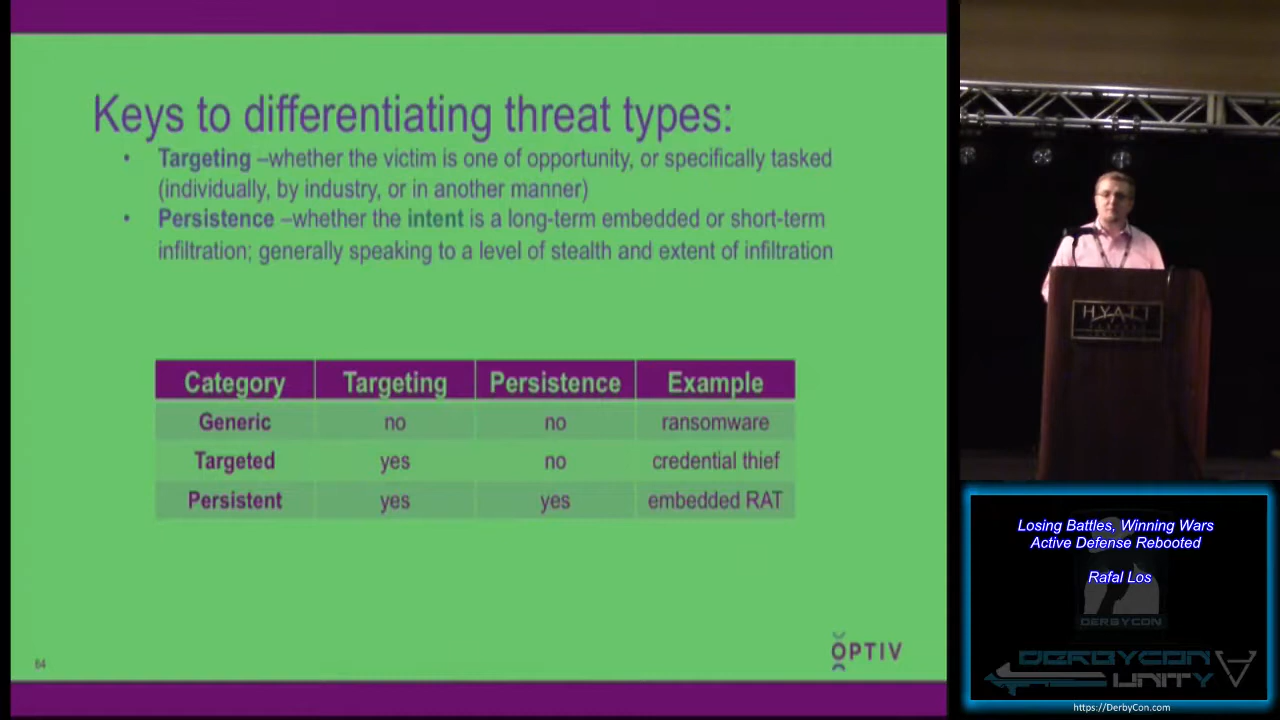 Keys to differentiating threat types:
• Targeting –whether the victim is one of opportunity, or specifically tasked
(individually, by industry, or in another manner)
• Persistence –whether the intent is a long-term embedded or short-term
infiltration; generally speaking to a level of stealth and extent of infiltration
Category Targeting Persistence Example
Generic no no ransomware
Targeted yes no credential thief
Persistent yes yes embedded RAT
64
OPTIV
HYATT
Losing Battles, Winning Wars
Active Defense Rebooted
Rafal Los
DERBYCON
DERBYCON
UNITY
https://DerbyCon.com